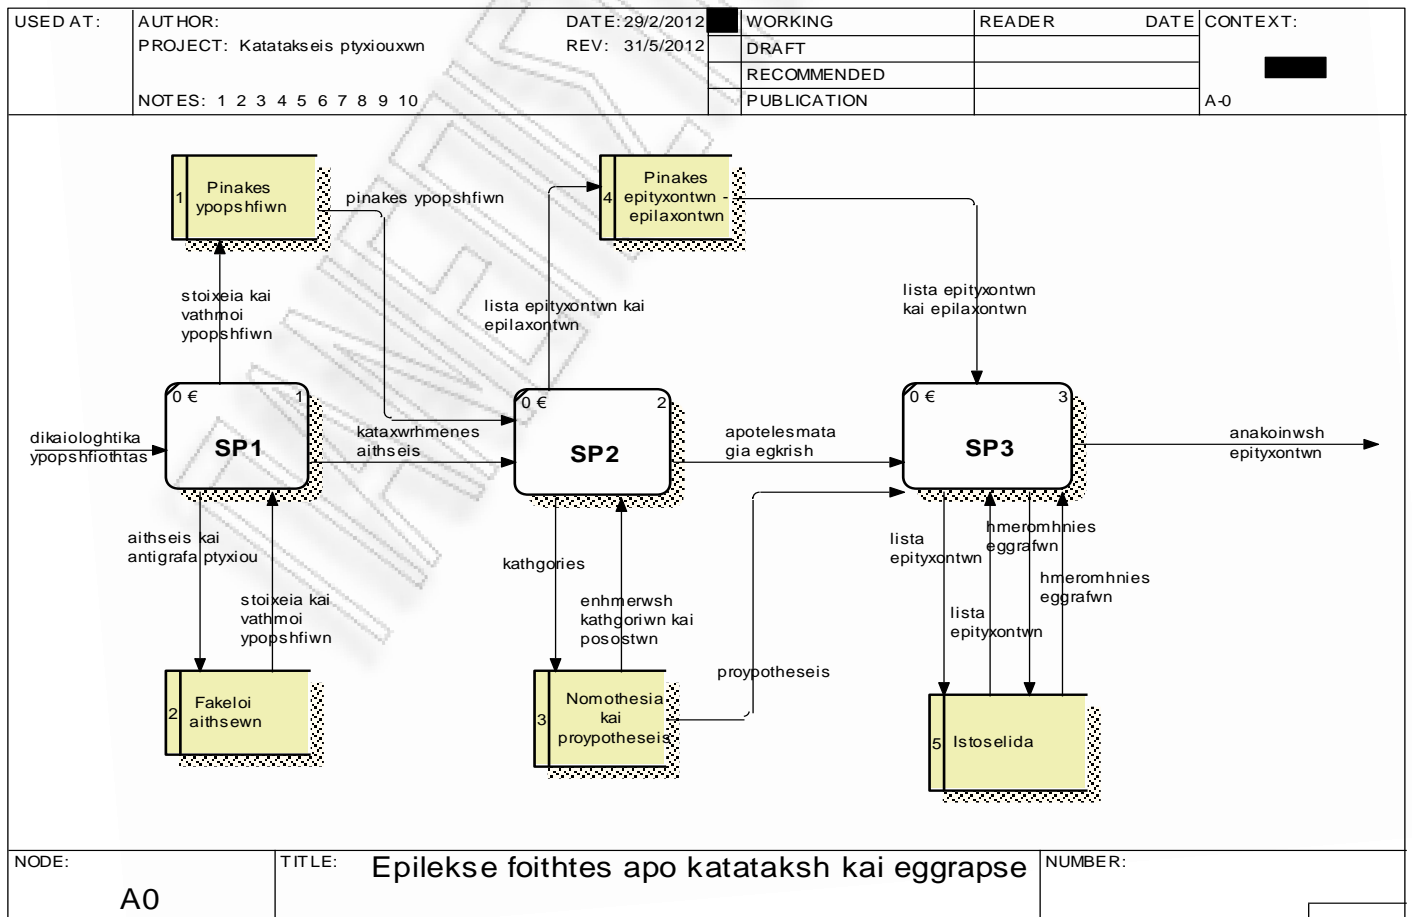 USED AT:
AUTHOR:
DATE: 29/2/2012
WORKING
READER
DATE
CONTEXT:
PROJECT: Katatakseis ptyxiouxwn
REV: 31/5/2012
DRAFT
RECOMMENDED
NOTES: 1 2 3 4 5 6 7 8 9 10
PUBLICATION
A-0
1
Pinakes
ypopshfiwn
pinakes ypopshfiwn
4
Pinakes
epityxontwn -
epilaxontwn
stoixeia kai
vathmoi
ypopshfiwn
lista epityxontwn kai
epilaxontwn
lista epityxontwn
kai epilaxontwn
0 €
1
SP1
0 €
2
SP2
0 €
3
SP3
dikaiologhtika
ypopshfiothtas
kataxwrhmenes
aithseis
apotelesmata
gia egkrish
anakoinwsh
epityxontwn
aithseis kai
antigrafa ptyxiou
stoixeia kai
vathmoi
ypopshfiwn
kathgories
enhmerwsh
kathgoriwn kai
posostwn
proypotheseis
lista
epityxontwn
hmeromhnies
eggrafwn
lista
epityxontwn
hmeromhnies
eggrafwn
2
Fakeloi
aithsewn
3
Nomothesia
kai
proypotheseis
5
Istoselida
NODE:
A0
TITLE:
Epilekse foithtes apo katataksh kai eggrapse
NUMBER: